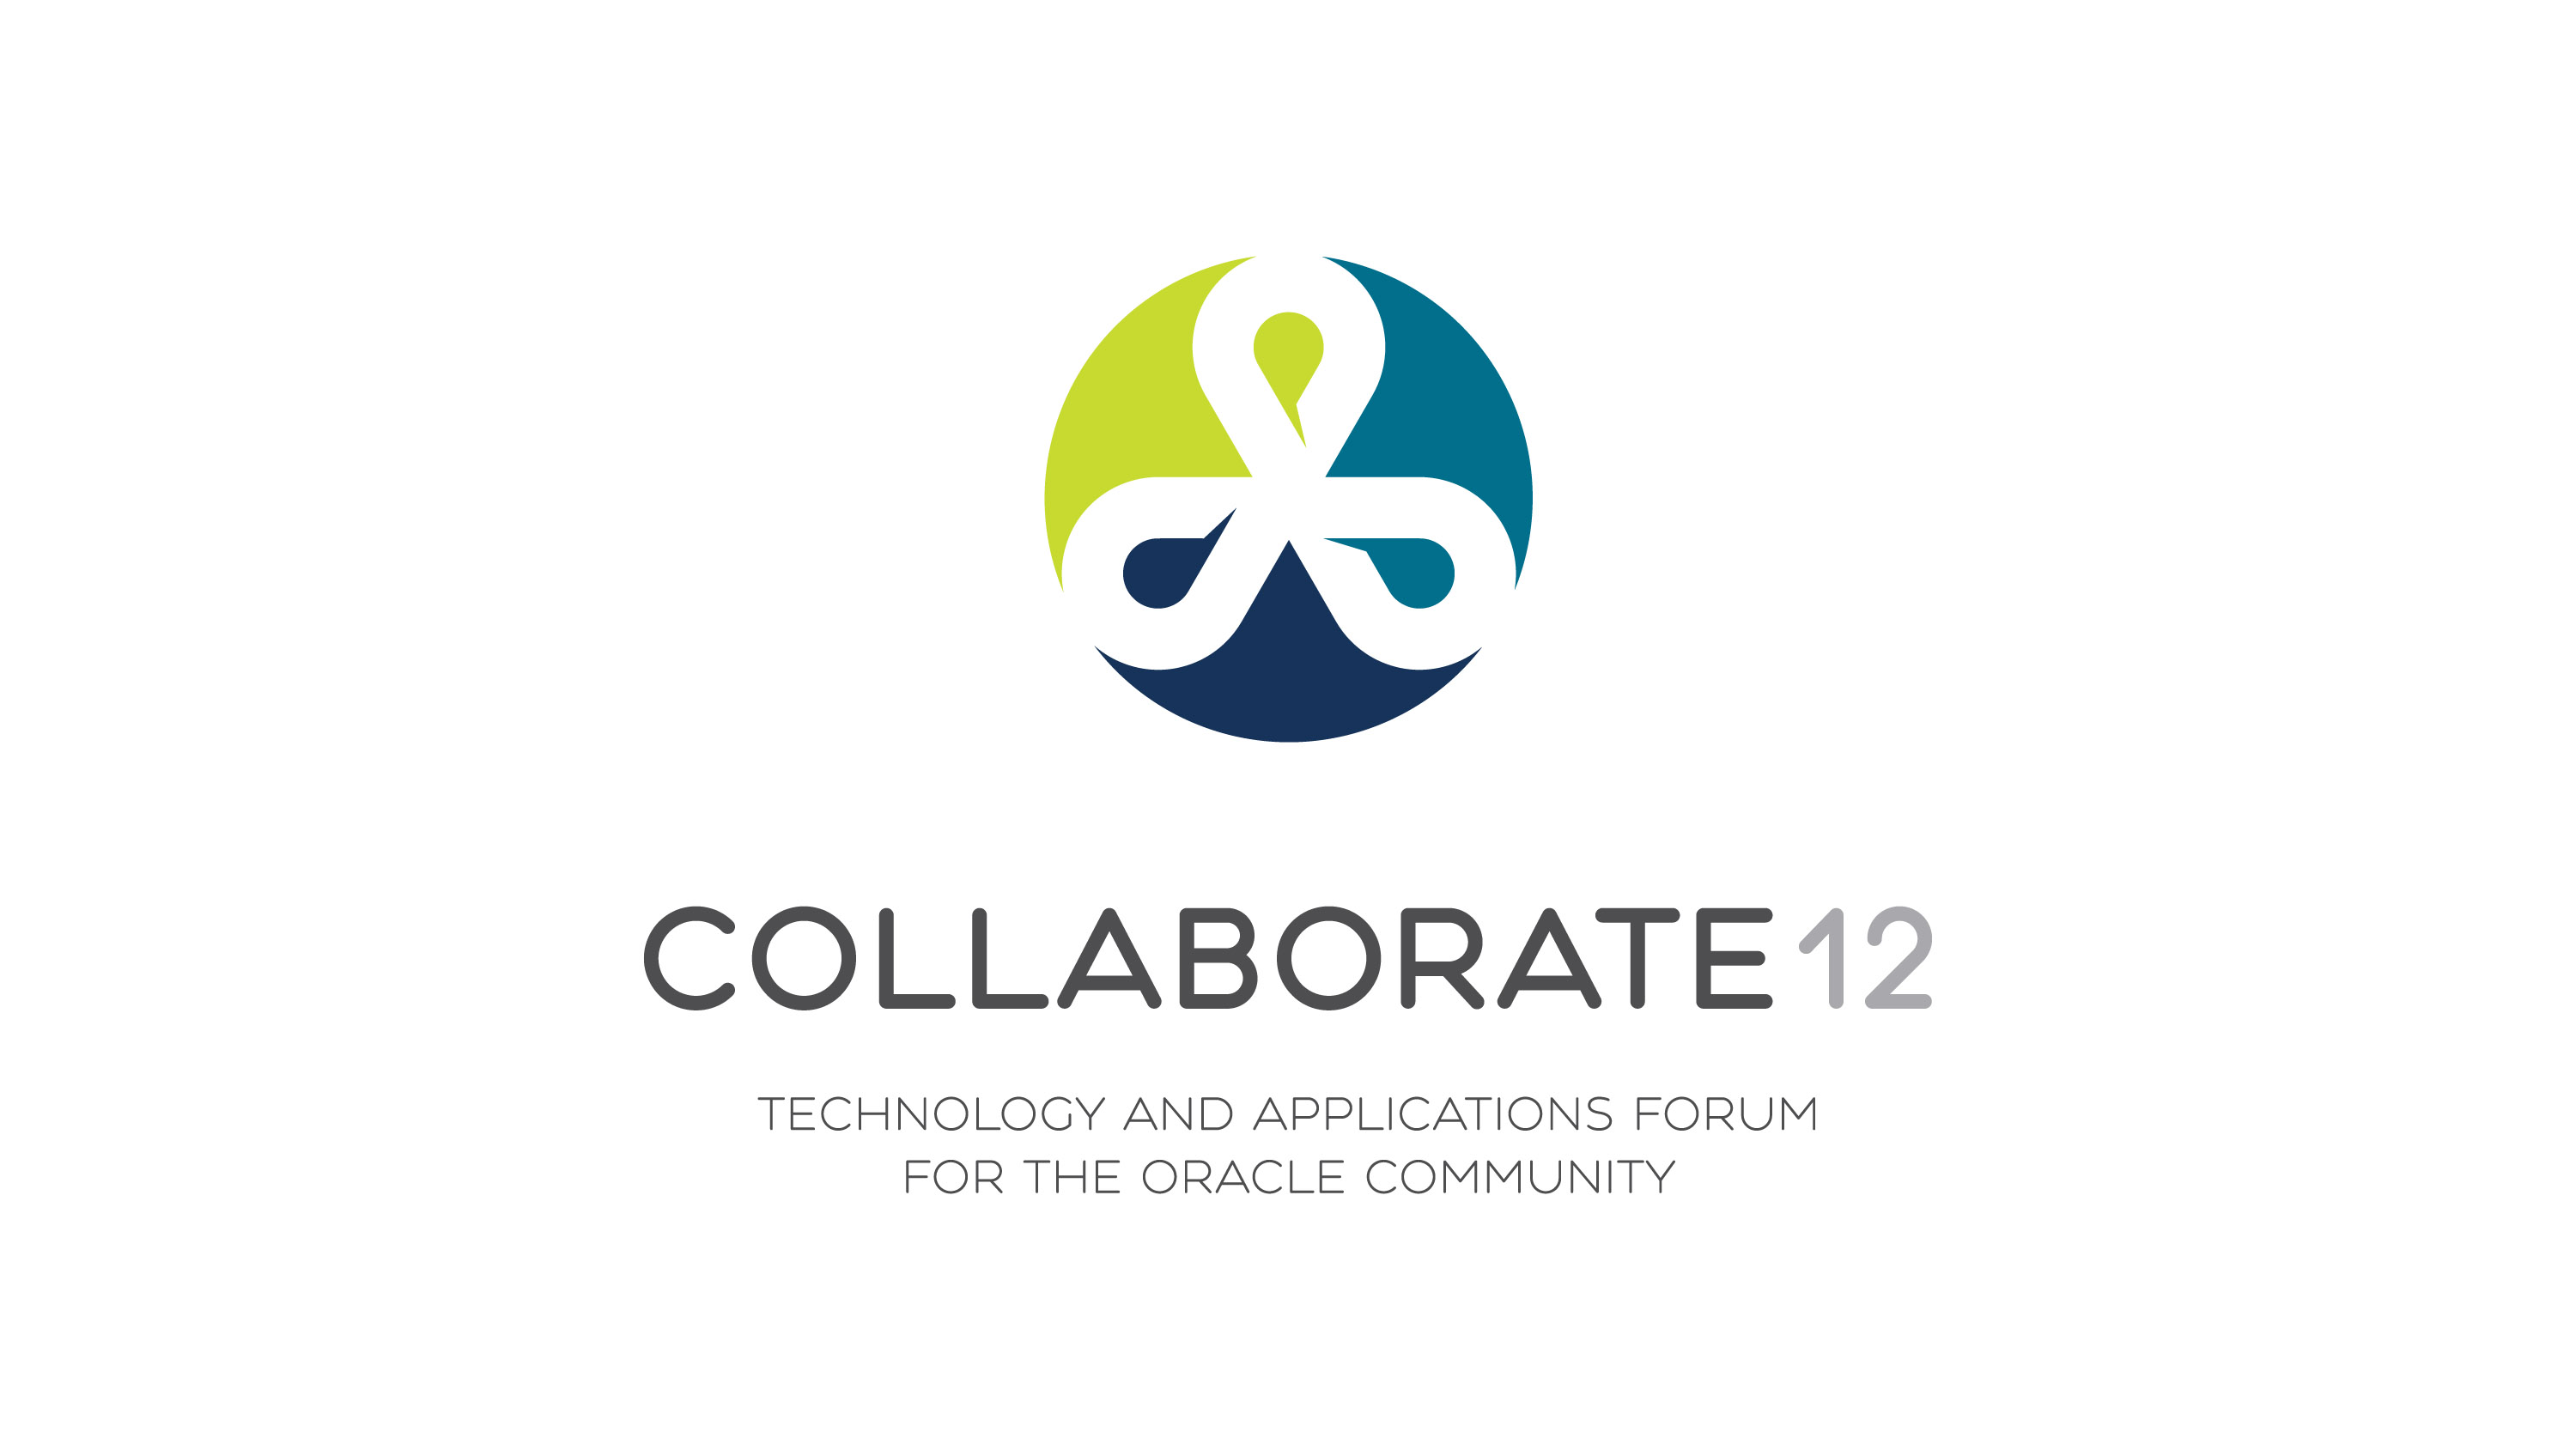 COLLABORATE12
TECHNOLOGY AND APPLICATIONS FORUM
FOR THE ORACLE COMMUNITY